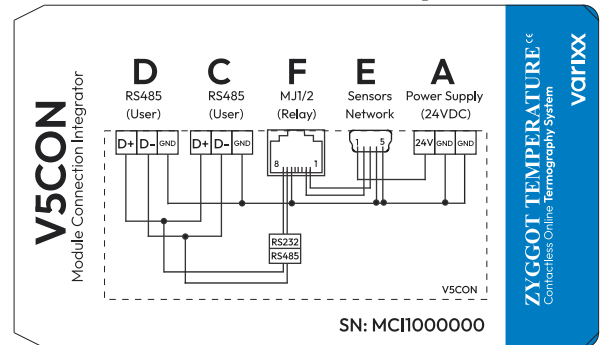 V5CON
Module Connection Integrator
D C F E A
RS485 RS485 MJ1/2 Sensors Power Supply
(User) (User) (Relay) Network (24VDC)
D+ D- GND D+ D- GND 8 1 1 5 24V GND GND
RS232
RS485
V5CON
SN: MCI1000000
ZYGGOT TEMPERATURE CE
Contactless Online Termography System
varixx